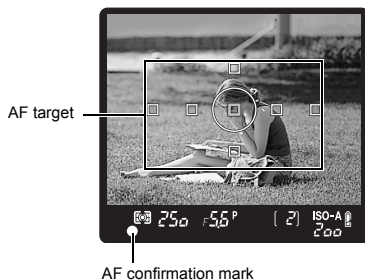 AF target
250 F5.6 P [ 2] ISO-A
200
AF confirmation mark